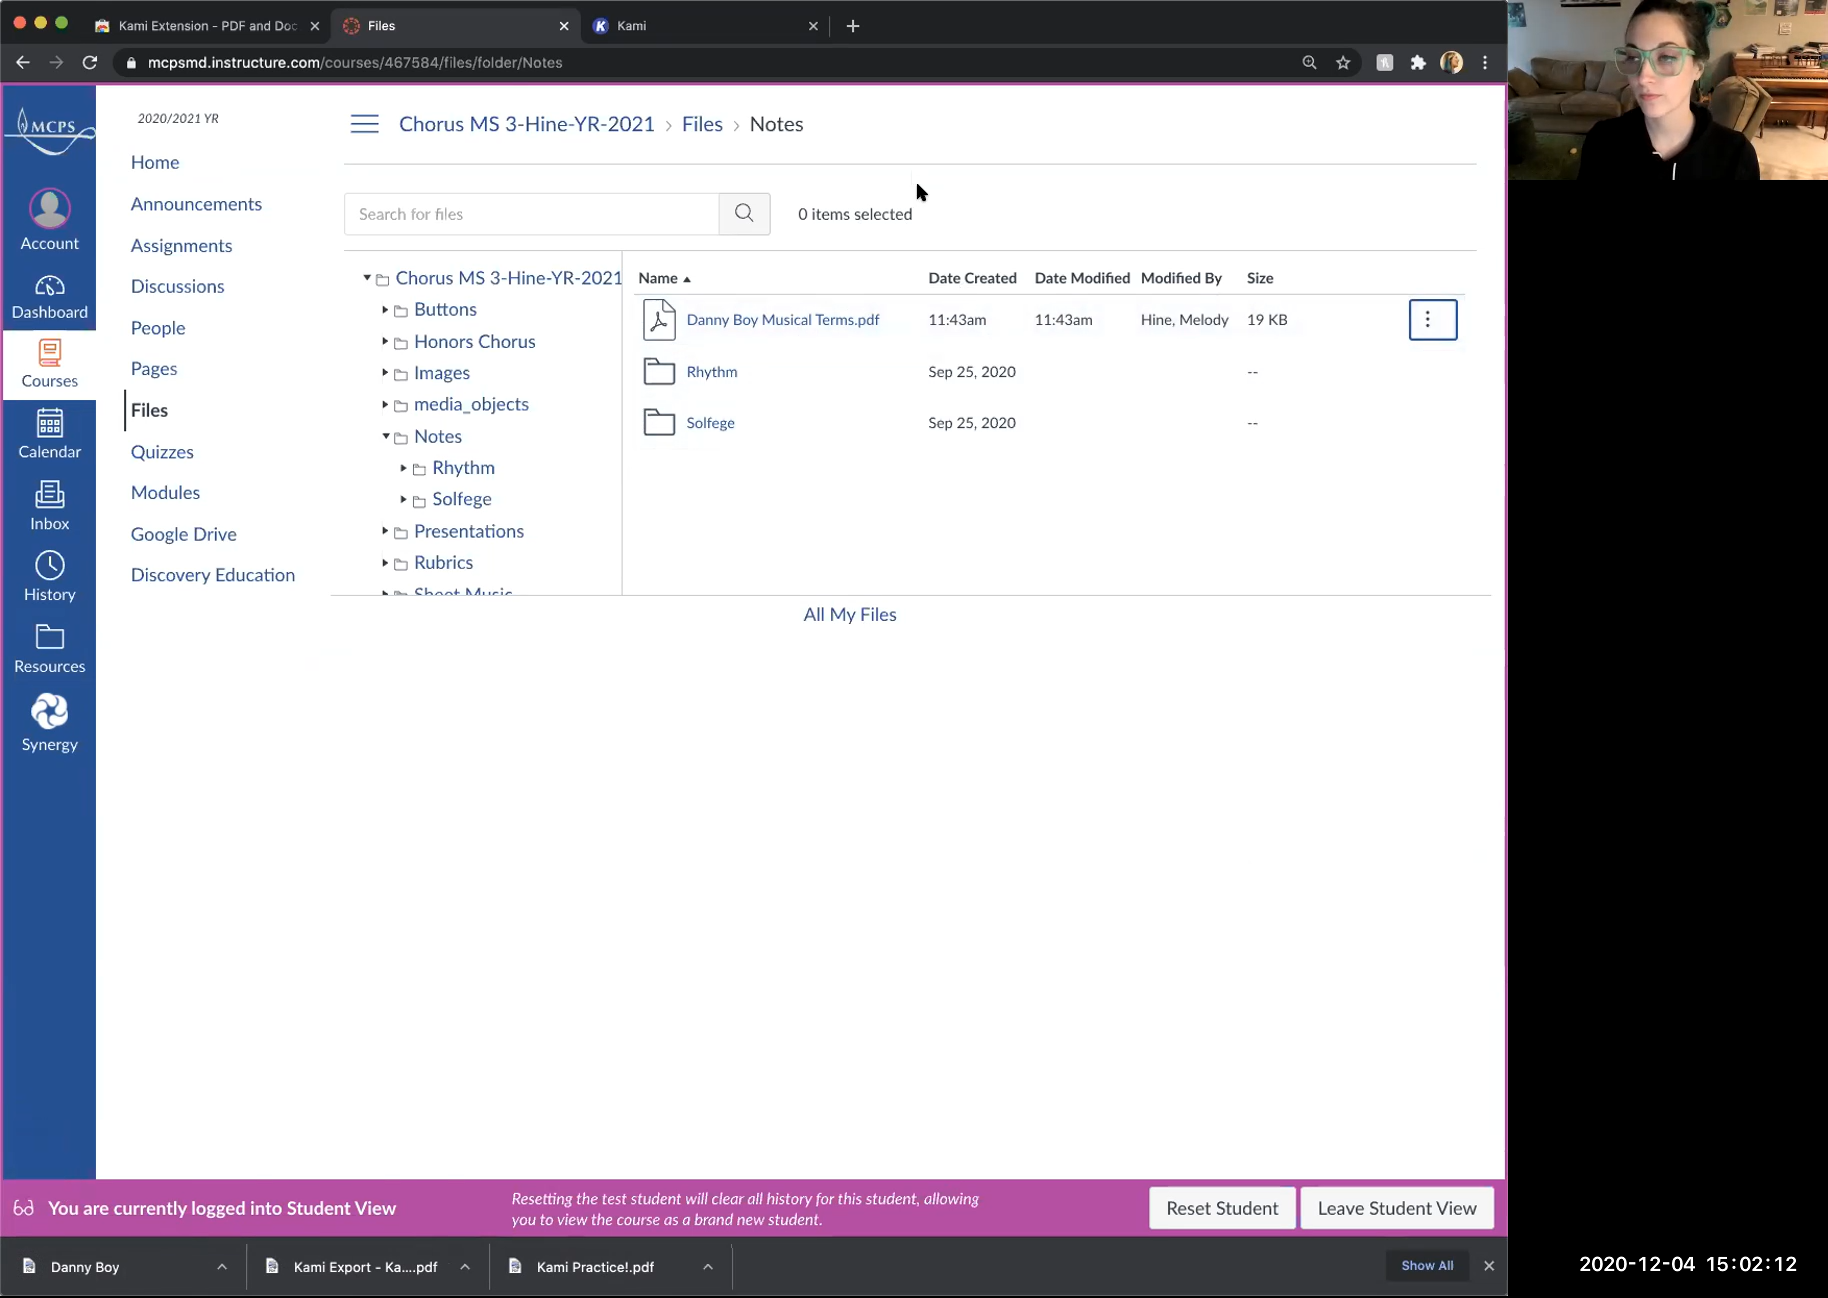 Kami Extension - PDF and Doc
Files
Kami
mcpsmd.instructure.com/courses/467584/files/folder/Notes
MCPS
Account
Dashboard
Courses
Calendar
Inbox
History
Resources
Synergy
2020/2021 YR
Home
Announcements
Assignments
Discussions
People
Pages
Files
Quizzes
Modules
Google Drive
Discovery Education
Chorus MS 3-Hine-YR-2021 › Files › Notes
Search for files
0 items selected
Chorus MS 3-Hine-YR-2021
Buttons
Honors Chorus
Images
media_objects
Notes
Rhythm
Solfege
Presentations
Rubrics
Sheet Music
Name Date Created Date Modified Modified By Size
Danny Boy Musical Terms.pdf 11:43am 11:43am Hine, Melody 19 KB
Rhythm Sep 25, 2020 --
Solfege Sep 25, 2020 --
All My Files
You are currently logged into Student View
Resetting the test student will clear all history for this student, allowing
you to view the course as a brand new student.
Reset Student
Leave Student View
Danny Boy
Kami Export - Ka....pdf
Kami Practice!.pdf
Show All
2020-12-04 15:02:12